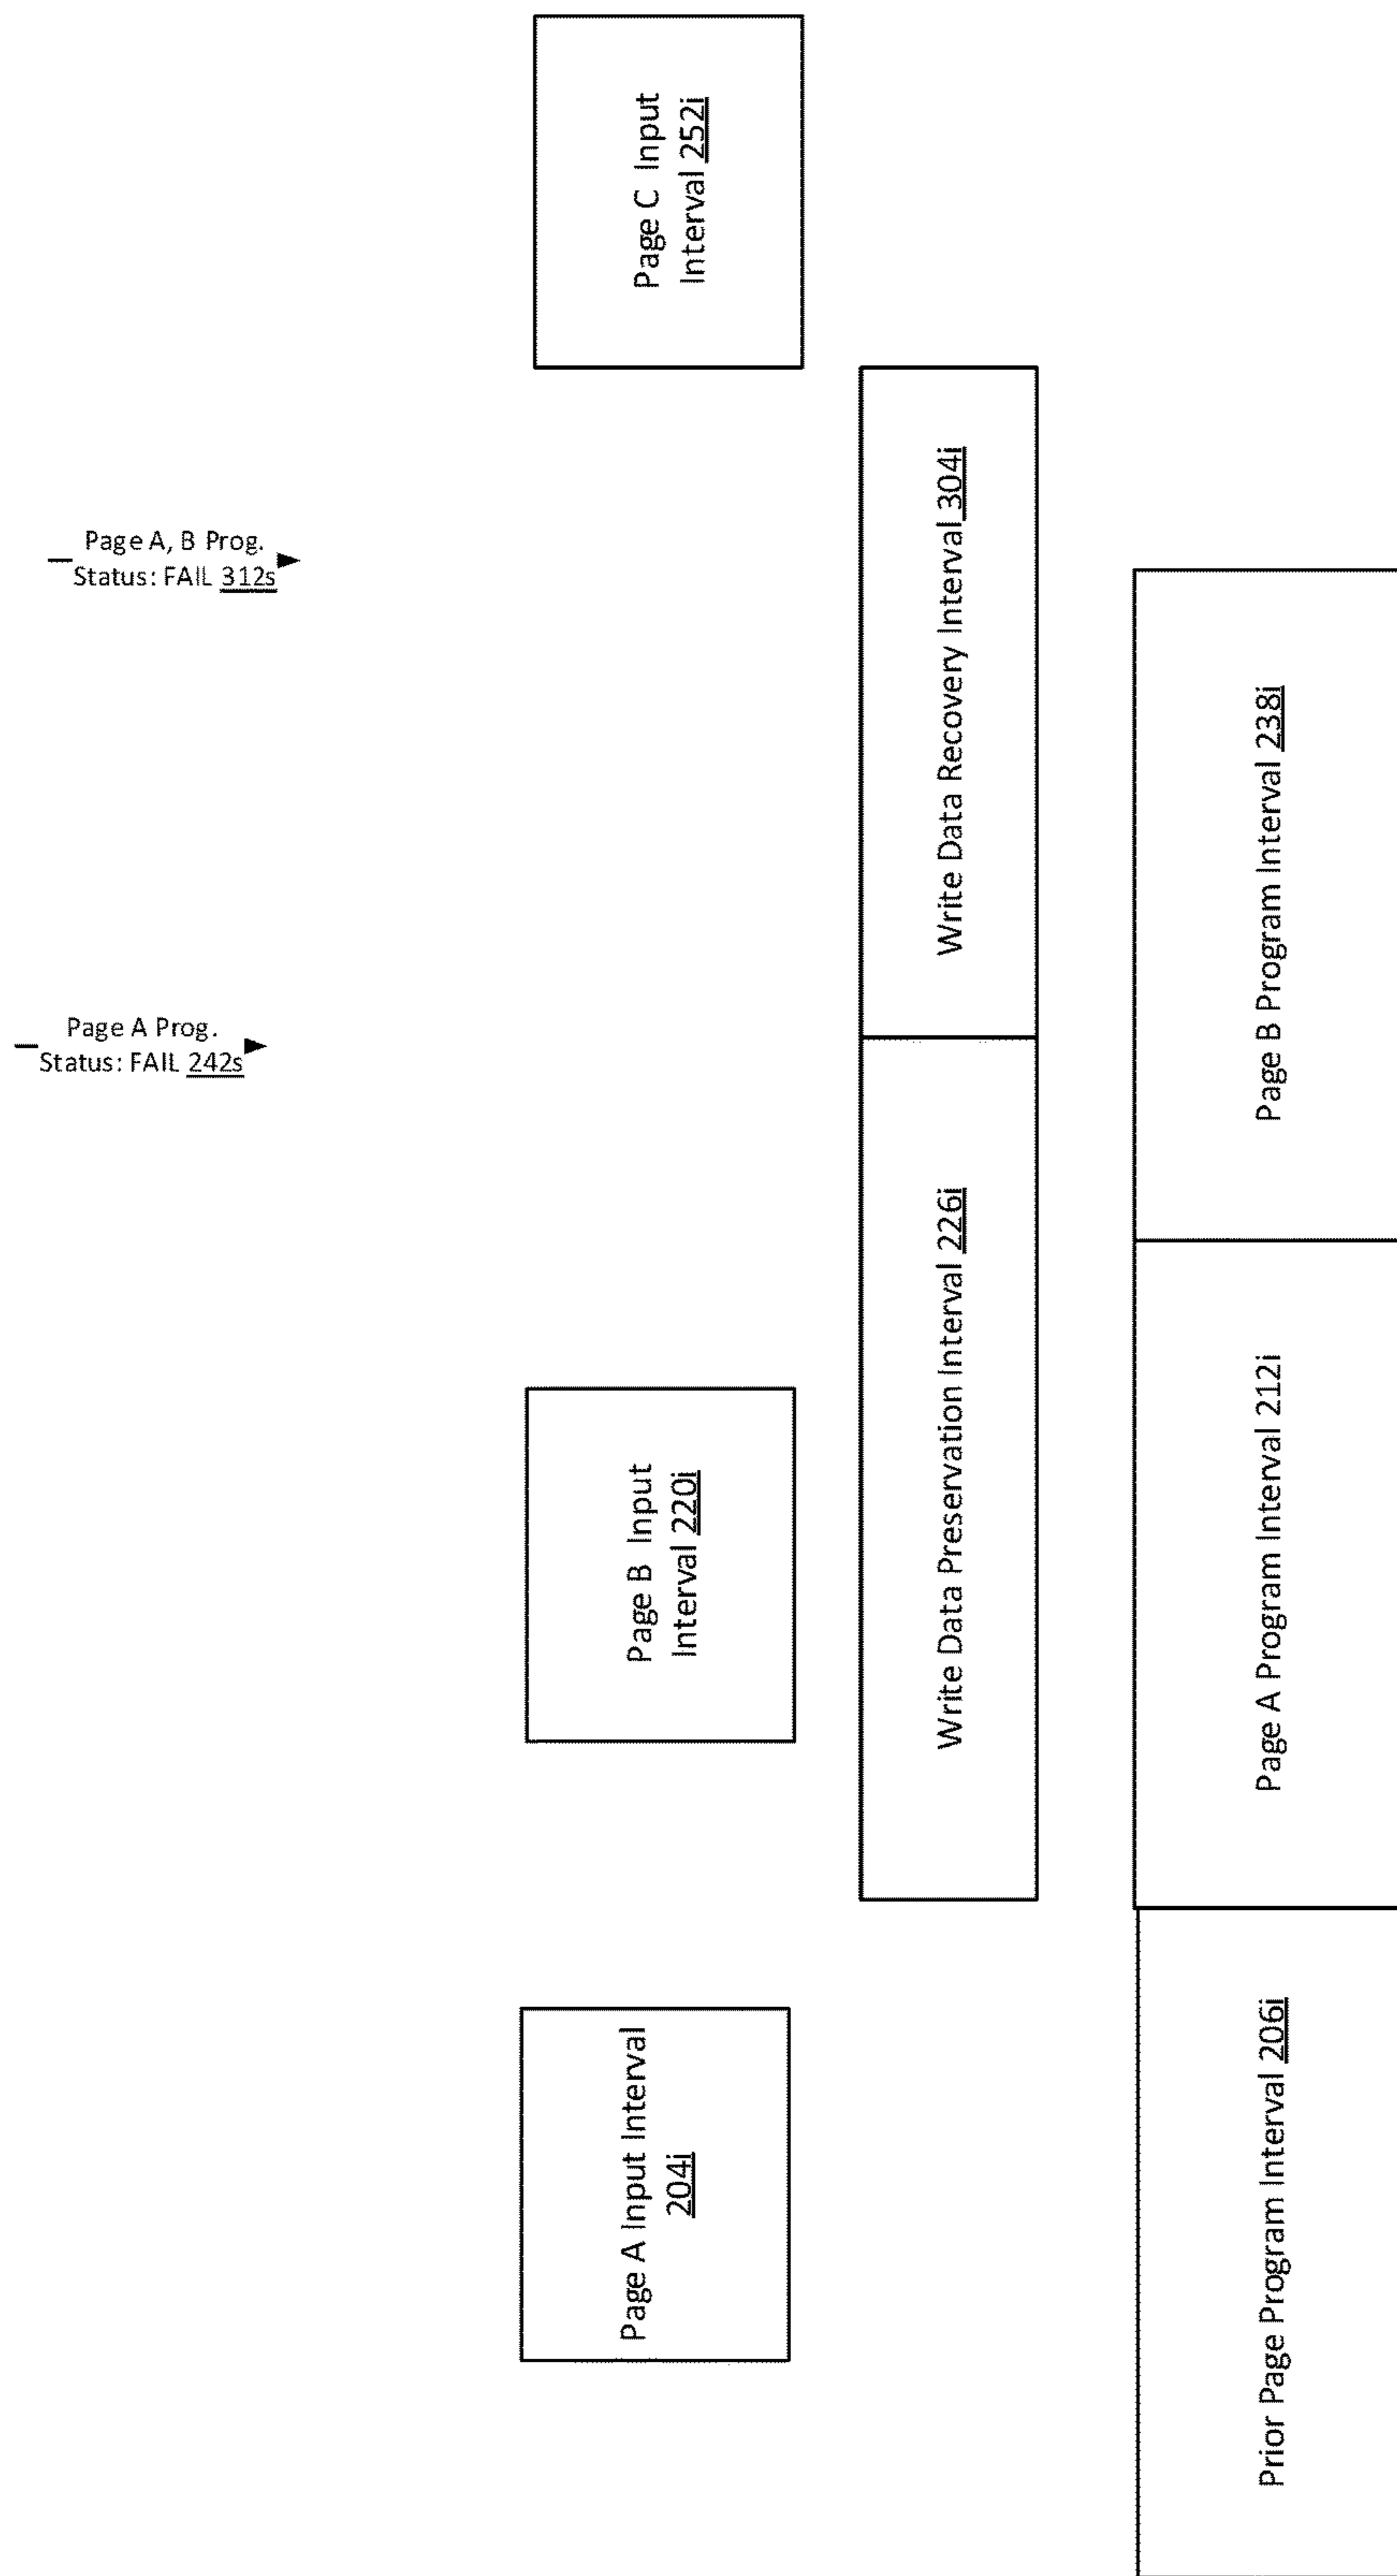 Page C Input
Interval 252i
Page A, B Prog.
Status: FAIL 312s
Write Data Recovery Interval 304i
Page B Program Interval 238i
Page A Prog.
Status: FAIL 242s
Page B Input
Interval 220i
Write Data Preservation Interval 226i
Page A Program Interval 212i
Page A Input Interval
204i
Prior Page Program Interval 206i